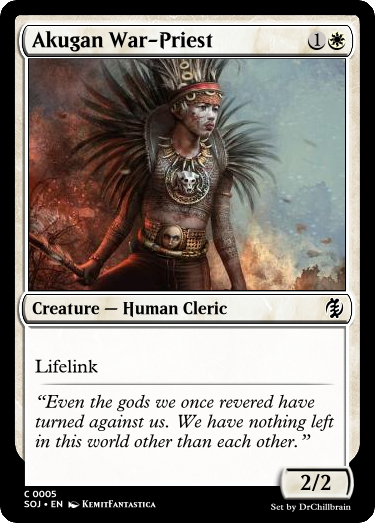 Akugan War-Priest 1
Creature — Human Cleric
Lifelink
“Even the gods we once revered have
turned against us. We have nothing left
in this world other than each other.”
2/2
C 0005
SOJ • EN KemitFantastica
Set by DrChillbrain